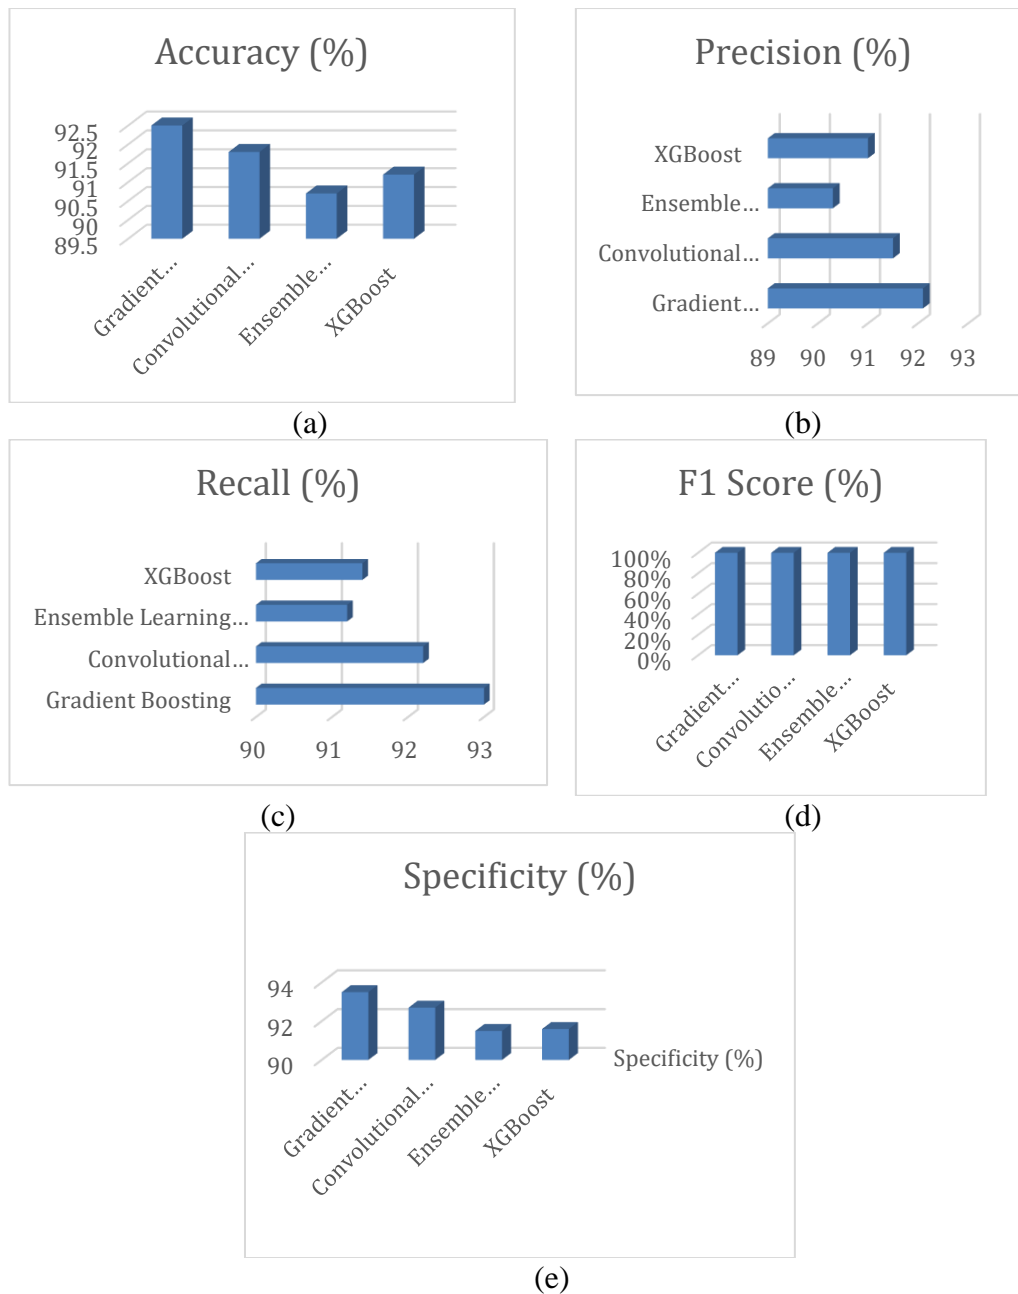 Accuracy (%)
92.5
92
91.5
91
90.5
90
89.5
Gradient...
Convolutional...
Ensemble...
XGBoost
(a)
Precision (%)
XGBoost
Ensemble...
Convolutional...
Gradient...
89 90 91 92 93
(b)
Recall (%)
XGBoost
Ensemble Learning...
Convolutional...
Gradient Boosting
90 91 92 93
(c)
F1 Score (%)
100%
80%
60%
40%
20%
0%
Gradient...
Convolutio...
Ensemble...
XGBoost
(d)
Specificity (%)
94
92
90
Specificity (%)
Gradient...
Convolutional...
Ensemble...
XGBoost
(e)